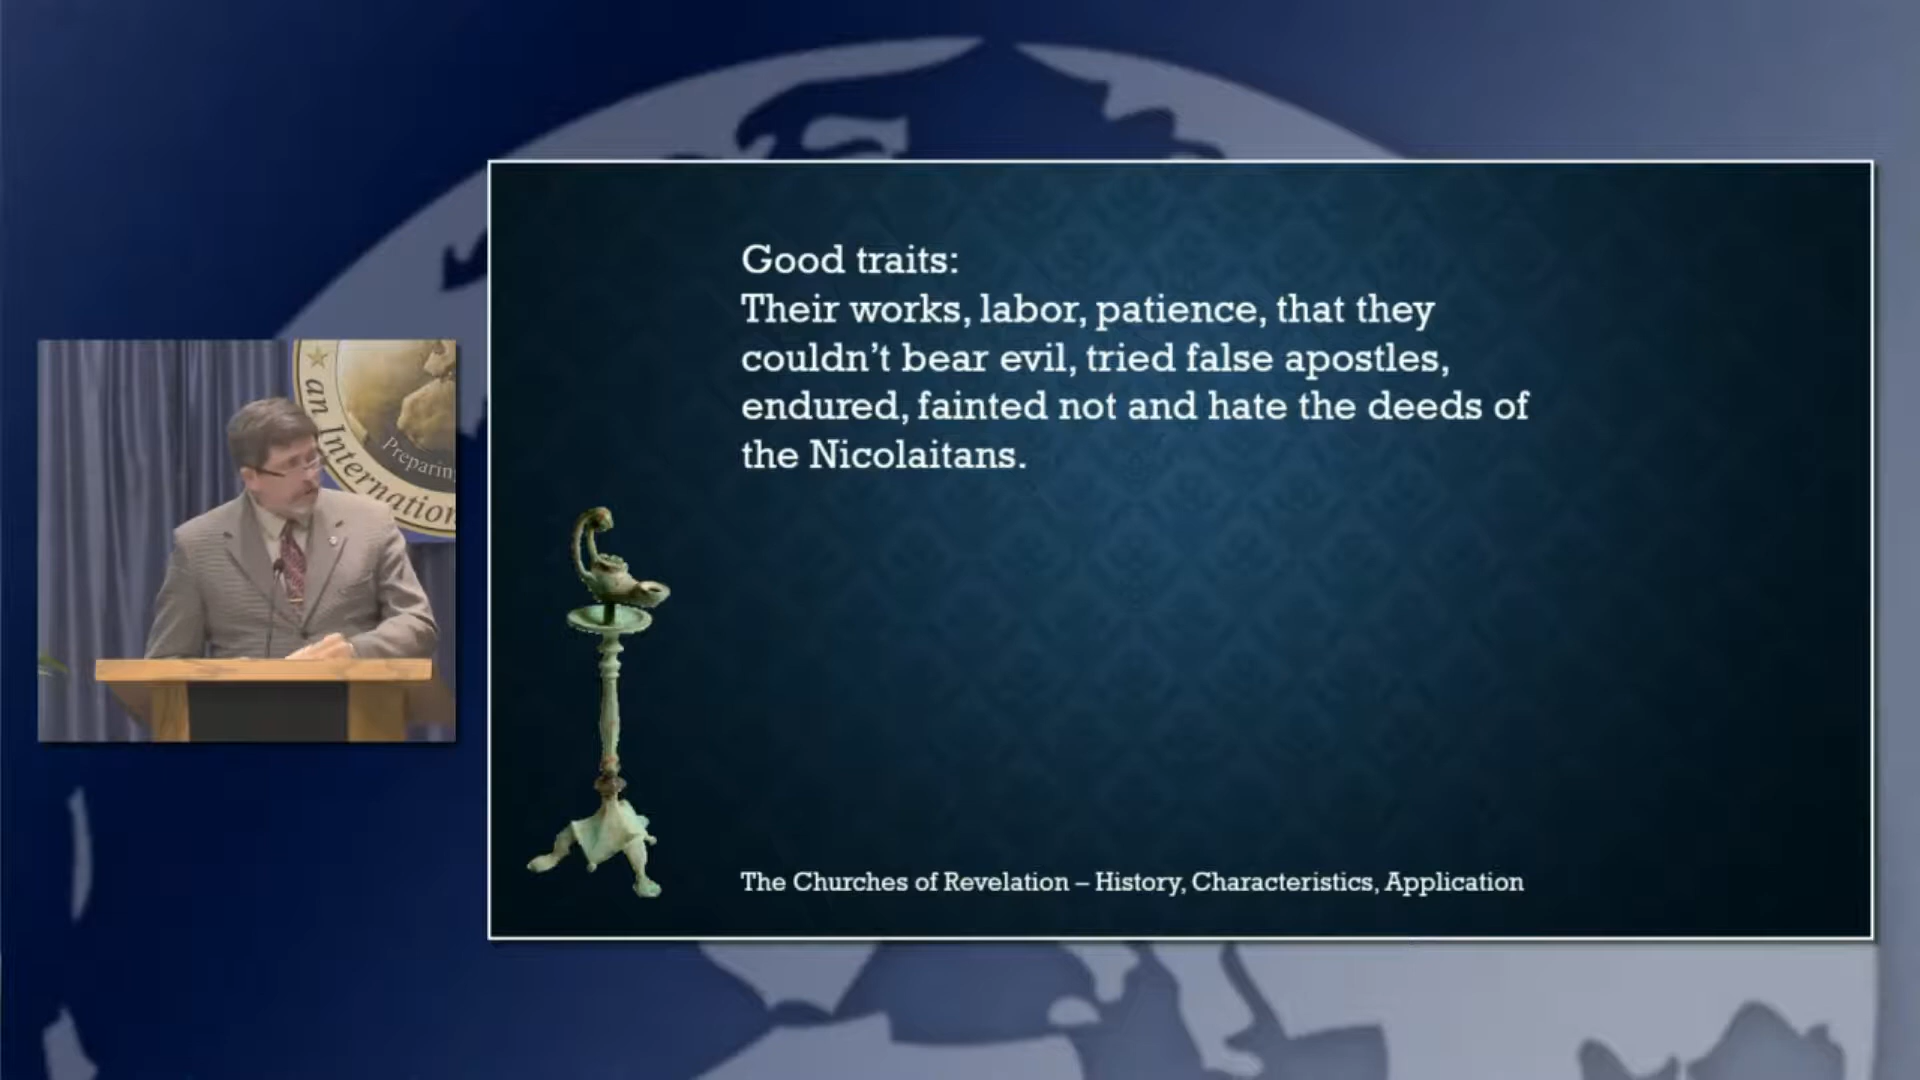 Good traits:
Their works, labor, patience, that they
couldn’t bear evil, tried false apostles,
endured, fainted not and hate the deeds of
the Nicolaitans.
an International
Preparin
The Churches of Revelation – History, Characteristics, Application